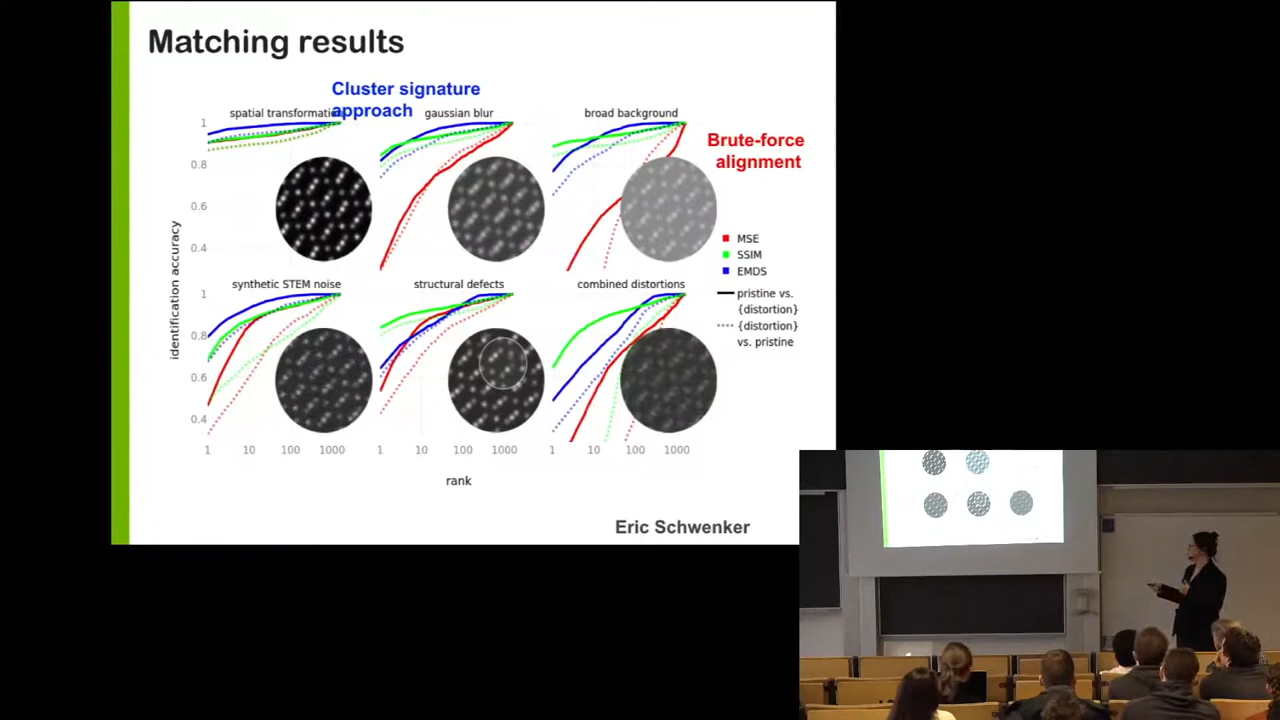 Matching results
Cluster signature
approach
spatial transformation
gaussian blur
broad background
Brute-force
alignment
1
0.8
0.6
0.4
identification accuracy
MSE
SSIM
EMDS
pristine vs.
{distortion}
{distortion}
vs. pristine
synthetic STEM noise
structural defects
combined distortions
1
0.8
0.6
0.4
1 10 100 1000
1 10 100 1000
1 10 100 1000
rank
Eric Schwenker